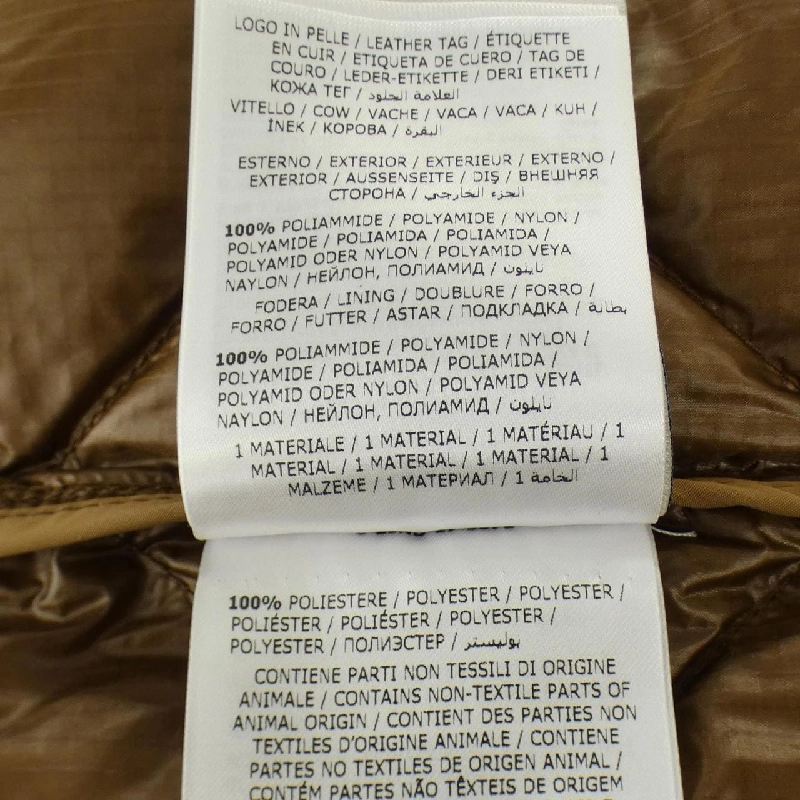 LOGO IN PELLE / LEATHER TAG / ÉTIQUETTE
EN CUIR / ETIQUETA DE CUERO / TAG DE
COURO / LEDER-ETIKETTE / DERI ETIKETI /
КОЖА ТЕГ / العلامة الجلود
VITELLO / COW / VACHE / VACA / VACA / KUH /
İNEK / КОРОВА / البقرة
ESTERNO / EXTERIOR / EXTERIEUR / EXTERNO /
EXTERIOR / AUSSENSEITE / DIŞ / ВНЕШНЯЯ
СТОРОНА / الجزء الخارجي
100% POLIAMMIDE / POLYAMIDE / NYLON /
POLYAMIDE / POLIAMIDA / POLIAMIDA /
POLYAMID ODER NYLON / POLYAMID VEYA
NAYLON / НЕЙЛОН, ПОЛИАМИД / نايلون
FODERA / LINING / DOUBLURE / FORRO /
FORRO / FUTTER / ASTAR / ПОДКЛАДКА / بطانة
100% POLIAMMIDE / POLYAMIDE / NYLON /
POLYAMIDE / POLIAMIDA / POLIAMIDA /
POLYAMID ODER NYLON / POLYAMID VEYA
NAYLON / НЕЙЛОН, ПОЛИАМИД / نايلون
1 MATERIALE / 1 MATERIAL / 1 MATÉRIAU / 1
MATERIAL / 1 MATERIAL / 1 MATERIAL / 1
MALZEME / 1 МАТЕРИАЛ / 1 الخامة
100% POLIESTERE / POLYESTER / POLYESTER /
POLIÉSTER / POLIÉSTER / POLYESTER /
POLYESTER / ПОЛИЭСТЕР / بوليستر
CONTIENE PARTI NON TESSILI DI ORIGINE
ANIMALE / CONTAINS NON-TEXTILE PARTS OF
ANIMAL ORIGIN / CONTIENT DES PARTIES NON
TEXTILES D'ORIGINE ANIMALE / CONTIENE
PARTES NO TEXTILES DE ORIGEN ANIMAL /
CONTÉM PARTES NÃO TÊXTEIS DE ORIGEM